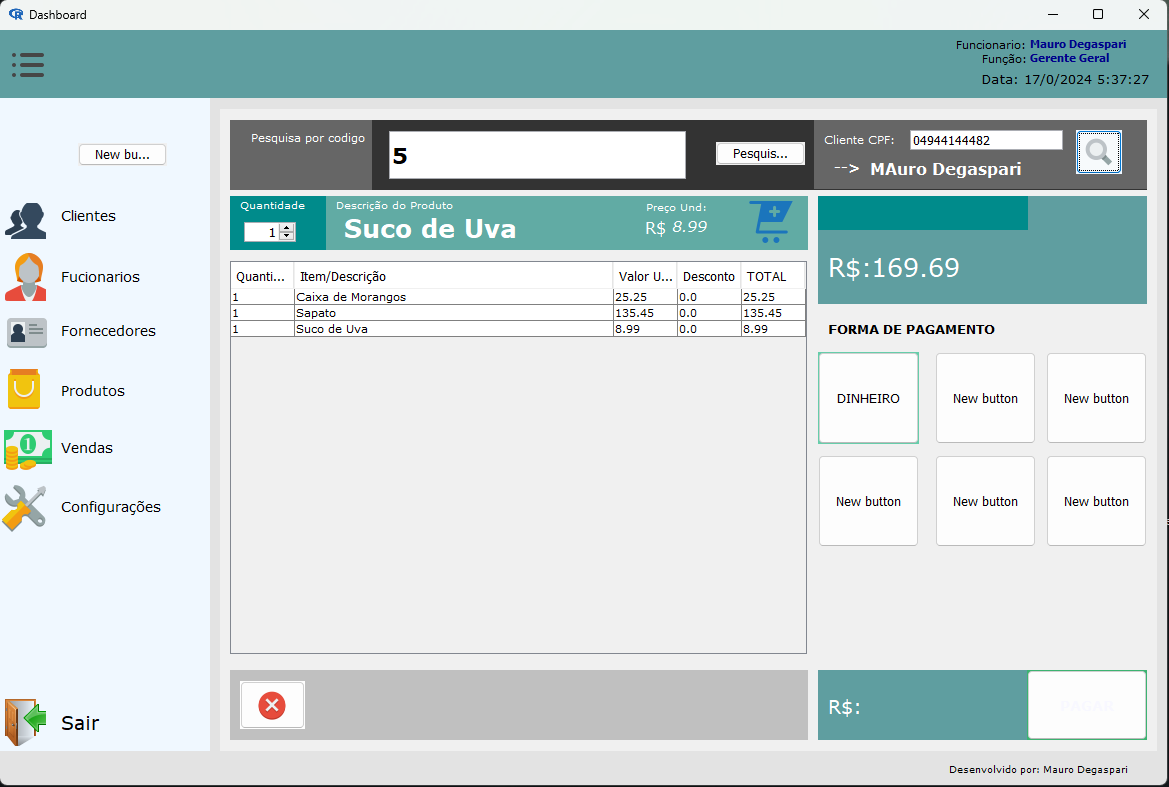 Dashboard
Funcionario: Mauro Degaspari
Função: Gerente Geral
Data: 17/0/2024 5:37:27
New bu...
Clientes
Fucionarios
Fornecedores
Produtos
Vendas
Configurações
Sair
Pesquisa por codigo
5
Pesquis...
Cliente CPF: 04944144482
--> MAuro Degaspari
Quantidade
1
Descrição do Produto
Suco de Uva
Preço Und:
R$ 8.99
R$:169.69
Quanti... Item/Descrição Valor U... Desconto TOTAL
1 Caixa de Morangos 25.25 0.0 25.25
1 Sapato 135.45 0.0 135.45
1 Suco de Uva 8.99 0.0 8.99
FORMA DE PAGAMENTO
DINHEIRO New button New button
New button New button New button
R$:
Desenvolvido por: Mauro Degaspari